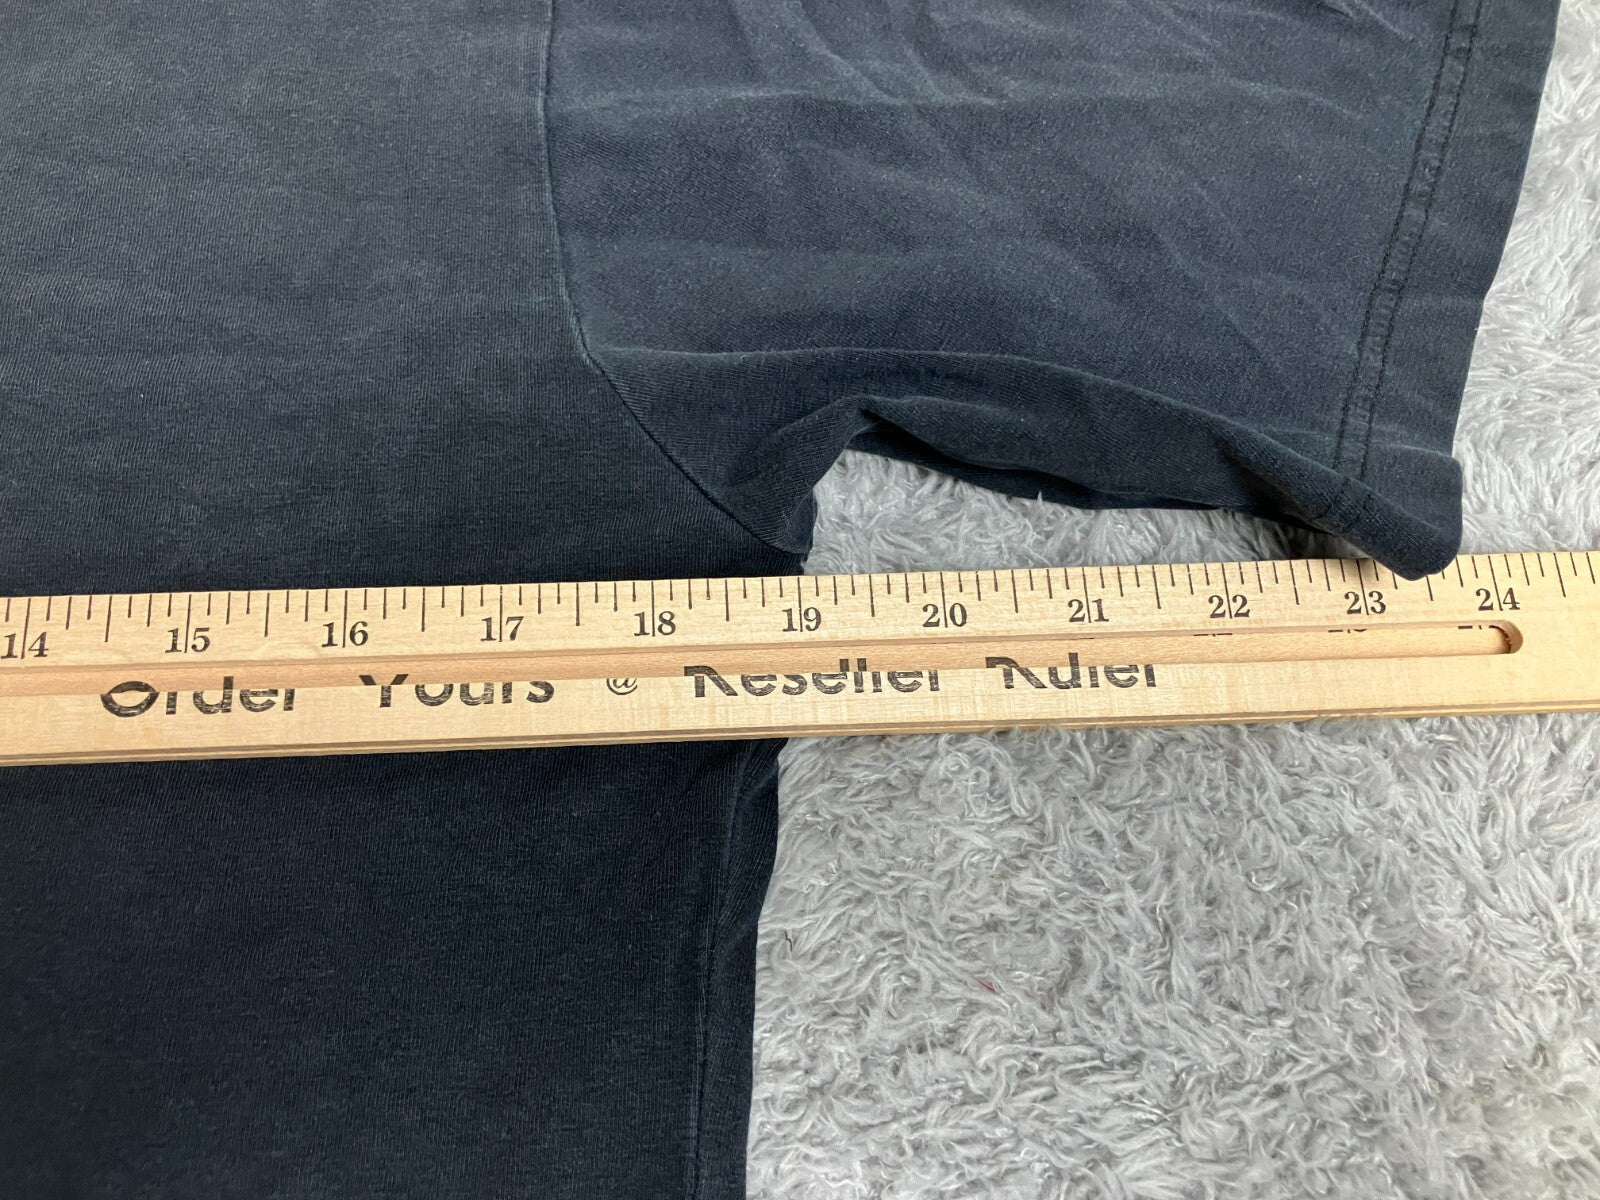 14 15 16 17 18 19 20 21 22 23 24
Order Yours @ Reseller Ruler